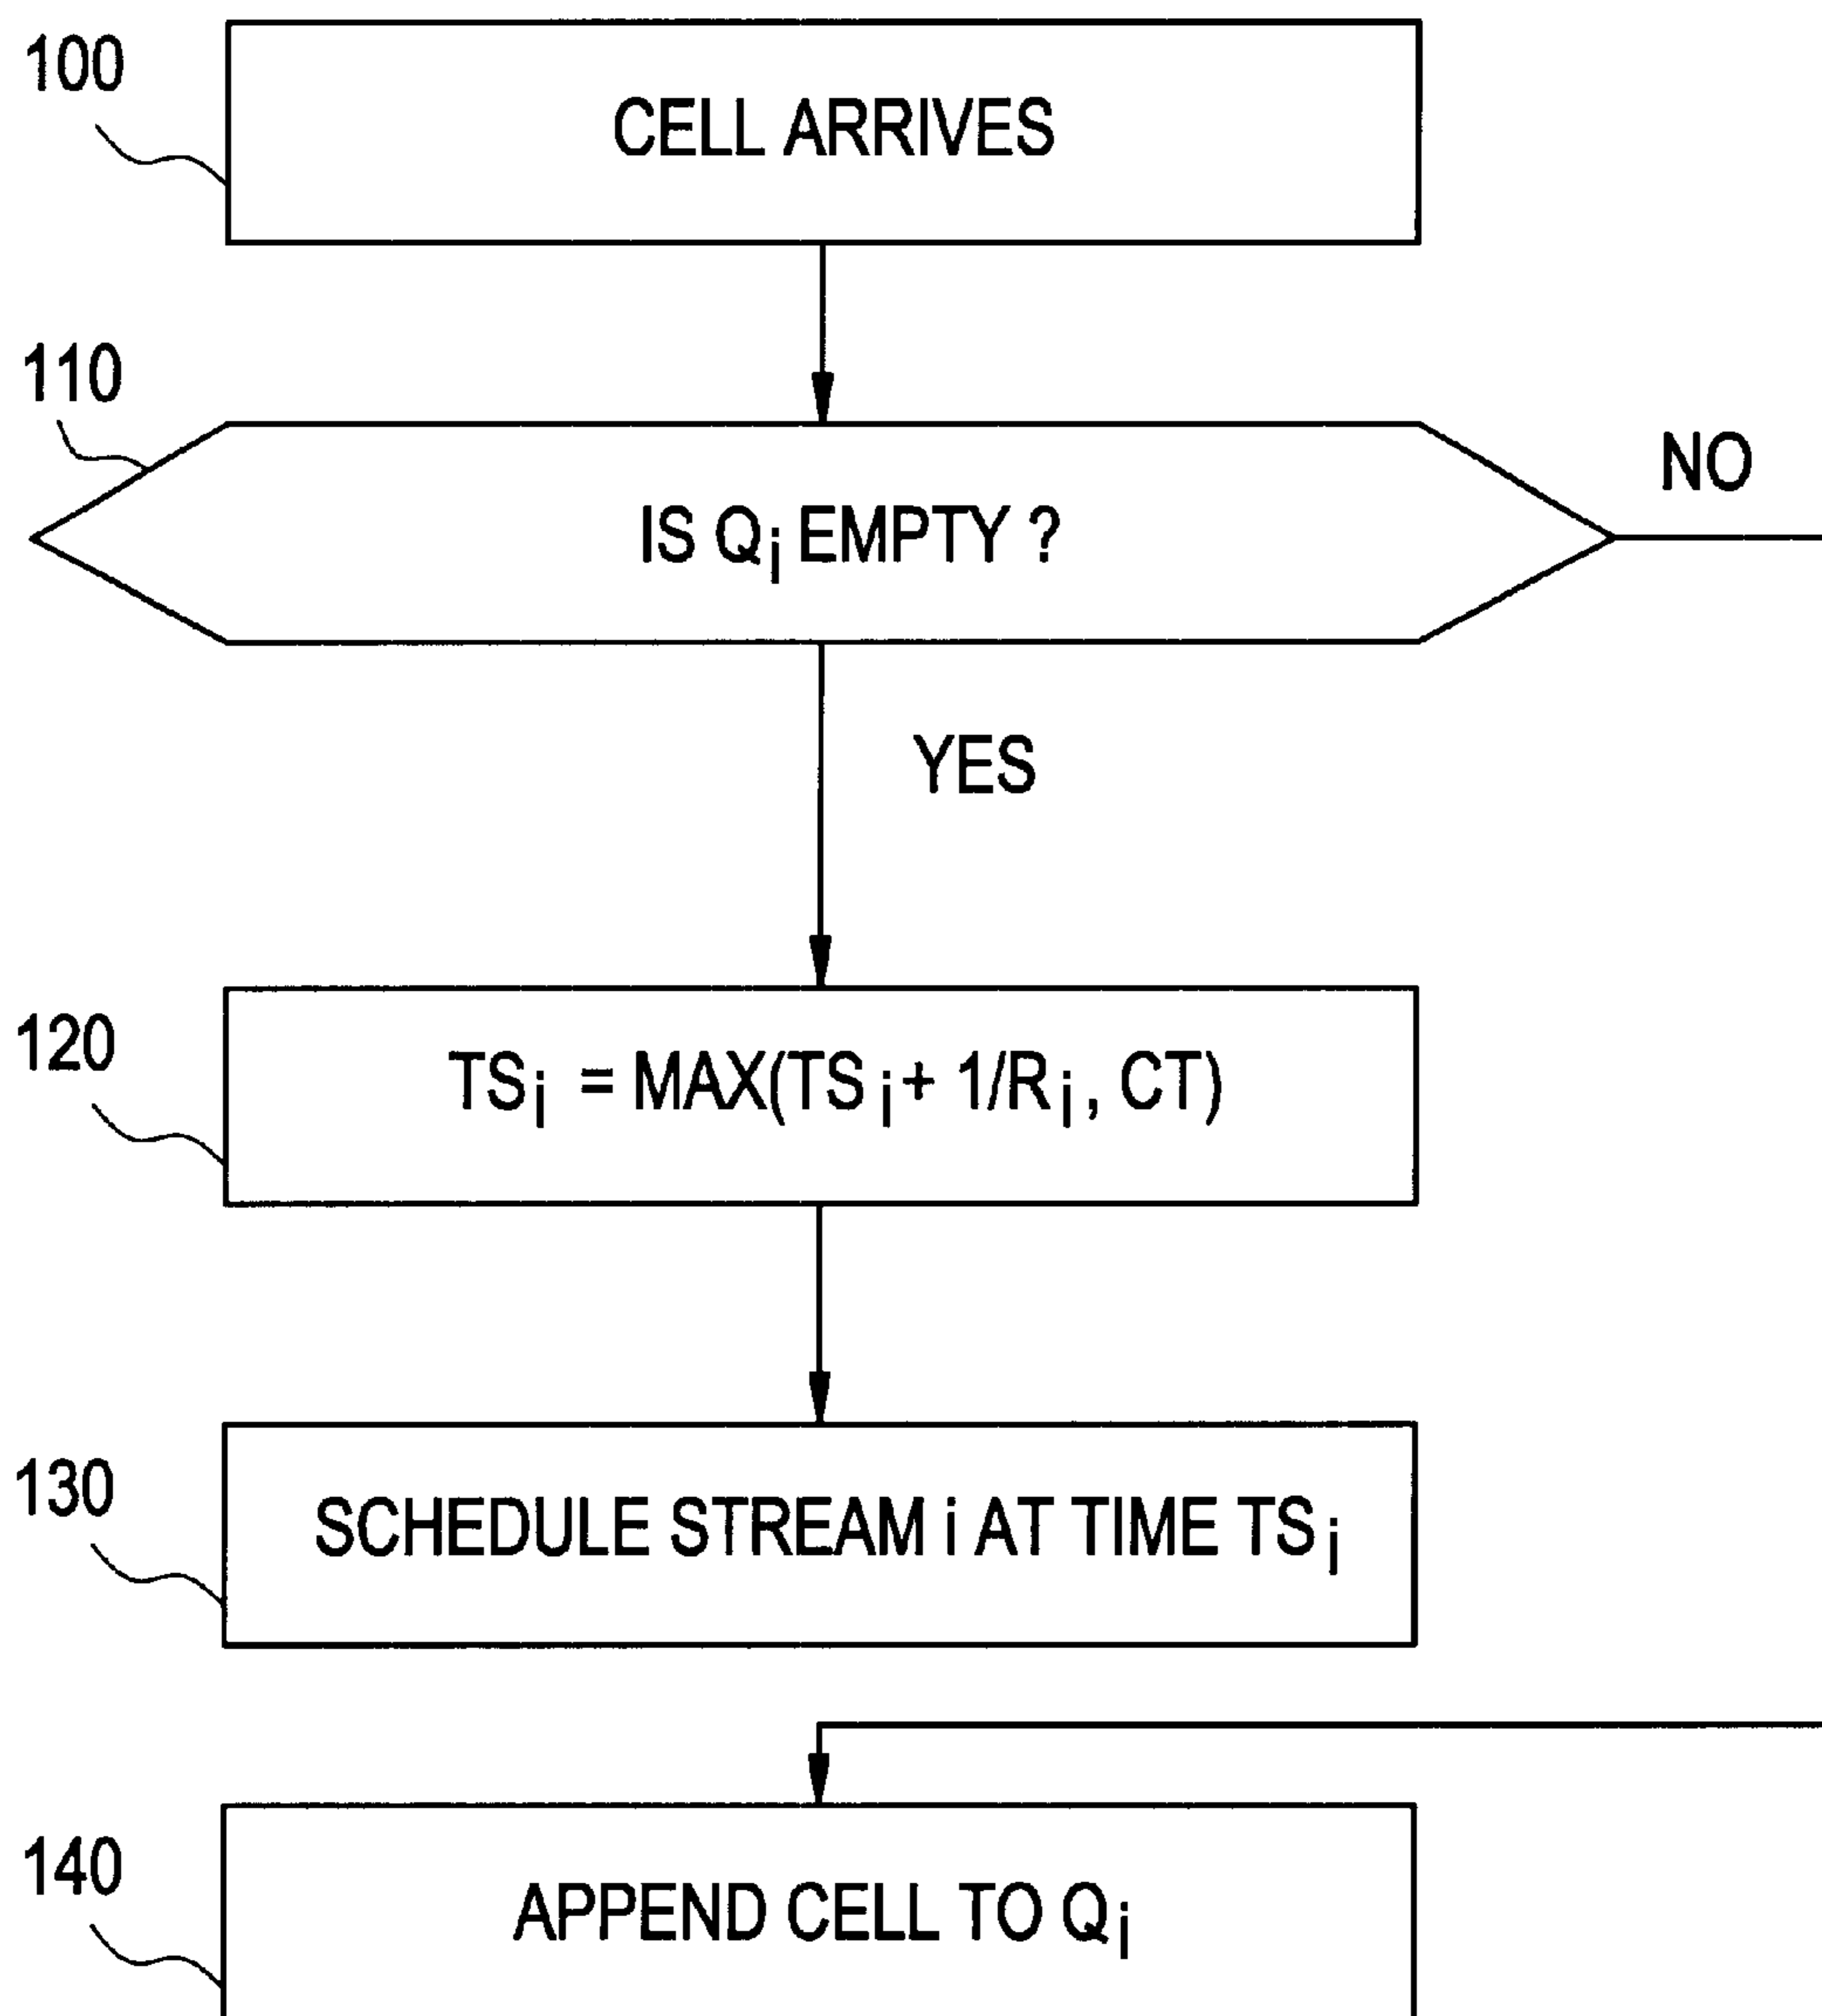 100
CELL ARRIVES
110
IS Qi EMPTY ?
NO
YES
120
TSi = MAX(TSi + 1/Ri, CT)
130
SCHEDULE STREAM i AT TIME TSi
140
APPEND CELL TO Qi